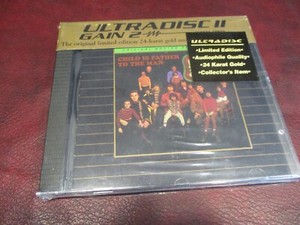 ULTRADISC II
GAIN 2
The original limited edition 24-karat gold
CHILD IS FATHER
TO THE MAN
ULTRADISC
•Limited Edition•
•Audiophile Quality•
•24 Karat Gold•
•Collector's Item•